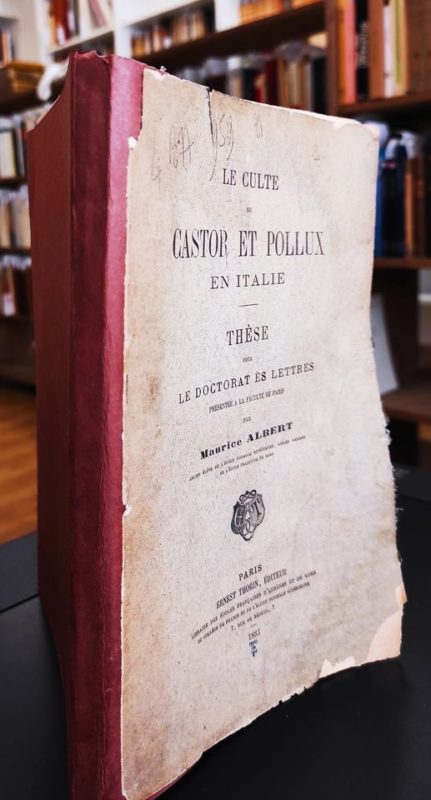 959
LE CULTE
DE
CASTOR ET POLLUX
EN ITALIE
THÈSE
POUR
LE DOCTORAT ÈS LETTRES
PRÉSENTÉE A LA FACULTÉ DE PARIS
PAR
Maurice ALBERT
ANCIEN ÉLÈVE DE L'ÉCOLE NORMALE SUPÉRIEURE, ANCIEN MEMBRE
DE L'ÉCOLE FRANÇAISE DE ROME
PARIS
ERNEST THORIN, ÉDITEUR
LIBRAIRE DES ÉCOLES FRANÇAISES D'ATHÈNES ET DE ROME
DU COLLÈGE DE FRANCE ET DE L'ÉCOLE NORMALE SUPÉRIEURE
7, RUE DE MÉDICIS, 7
1883